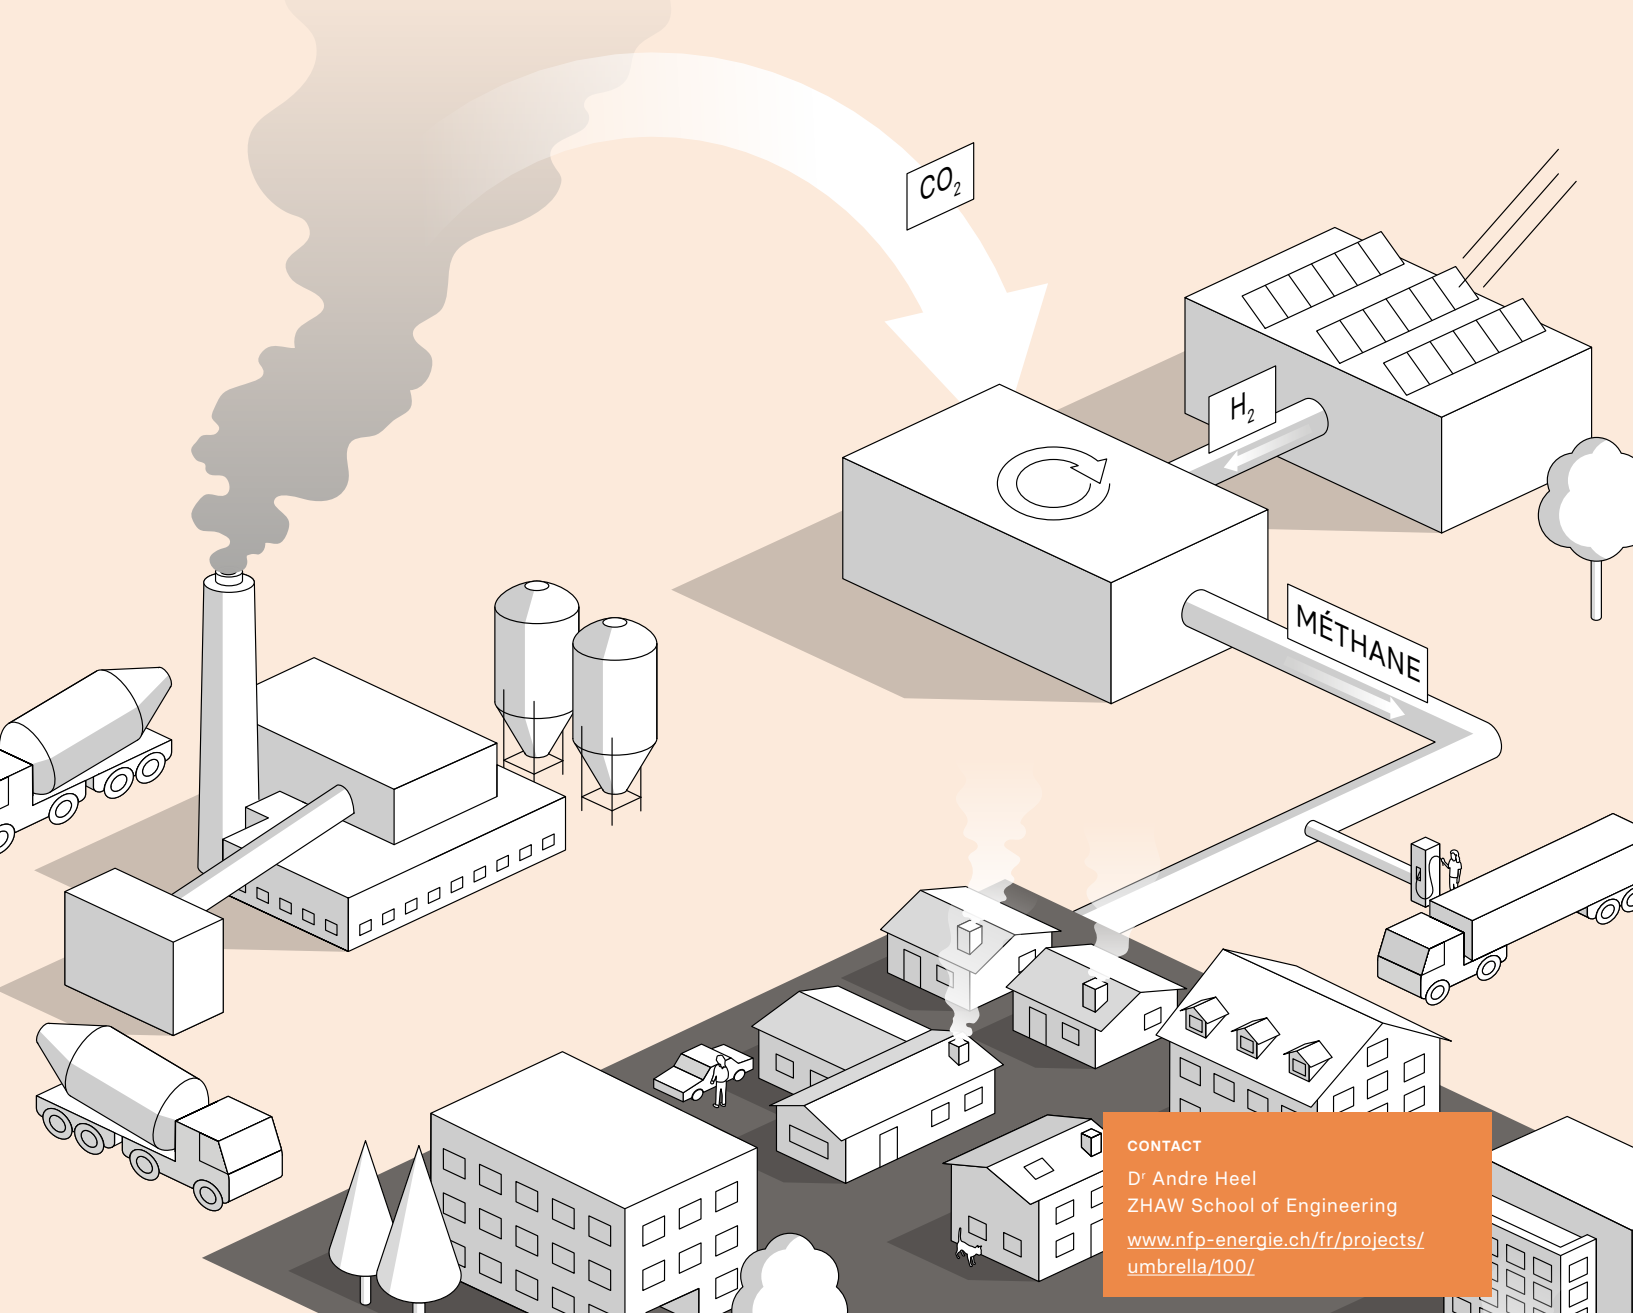 CO₂
H₂
MÉTHANE
CONTACT
Dʳ Andre Heel
ZHAW School of Engineering
www.nfp-energie.ch/fr/projects/
umbrella/100/